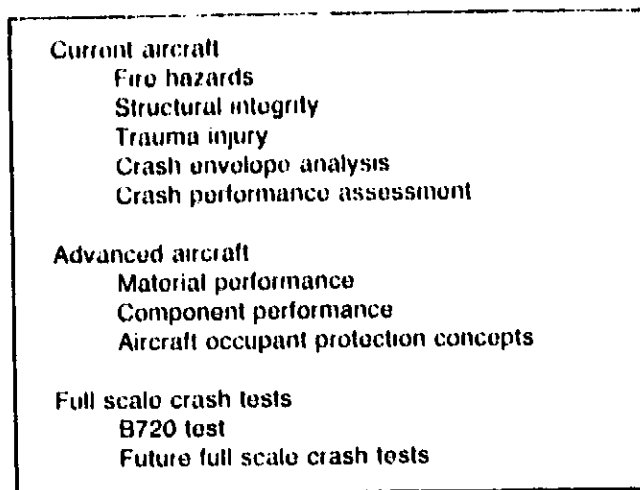 Current aircraft
Fire hazards
Structural integrity
Trauma injury
Crash envelope analysis
Crash performance assessment
Advanced aircraft
Material performance
Component performance
Aircraft occupant protection concepts
Full scale crash tests
B720 test
Future full scale crash tests